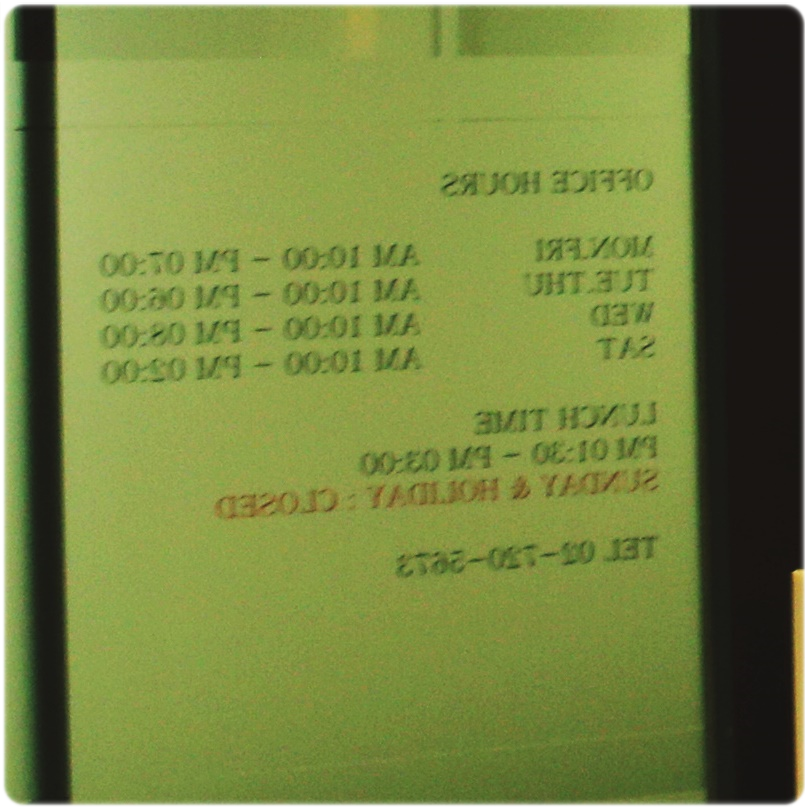 OFFICE HOURS
MON.FRI AM 10:00 - PM 07:00
TUE.THU AM 10:00 - PM 06:00
WED AM 10:00 - PM 08:00
SAT AM 10:00 - PM 02:00
LUNCH TIME
PM 01:30 - PM 03:00
SUNDAY & HOLIDAY : CLOSED
TEL 02-720-5673